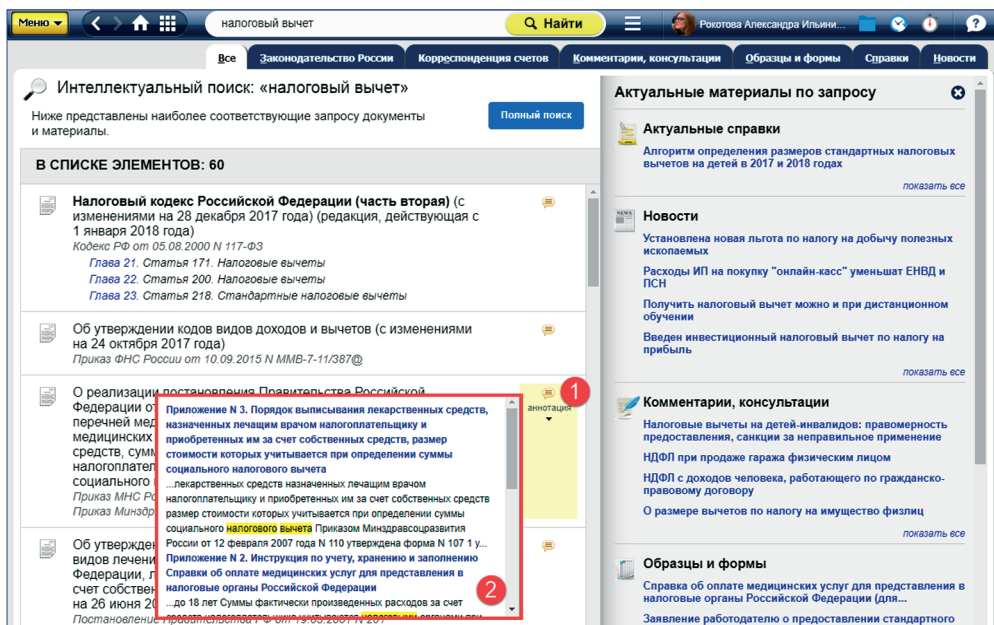 Меню
налоговый вычет
Найти
Рокотова Александра Ильини...
?
Все
Законодательство России
Корреспонденция счетов
Комментарии, консультации
Образцы и формы
Справки
Новости
Интеллектуальный поиск: «налоговый вычет»
Ниже представлены наиболее соответствующие запросу документы
и материалы.
Полный поиск
В СПИСКЕ ЭЛЕМЕНТОВ: 60
Налоговый кодекс Российской Федерации (часть вторая) (с
изменениями на 28 декабря 2017 года) (редакция, действующая с
1 января 2018 года)
Кодекс РФ от 05.08.2000 N 117-ФЗ
Глава 21. Статья 171. Налоговые вычеты
Глава 22. Статья 200. Налоговые вычеты
Глава 23. Статья 218. Стандартные налоговые вычеты
Об утверждении кодов видов доходов и вычетов (с изменениями
на 24 октября 2017 года)
Приказ ФНС России от 10.09.2015 N ММВ-7-11/387@
О реализации постановления Правительства Российской
Федерации от
перечней мед
медицинских
средств, сумм
налогоплател
социального
Приказ МНС Ро
Приказ Минздр
1
аннотация
Приложение N 3. Порядок выписывания лекарственных средств,
назначенных лечащим врачом налогоплательщику и
приобретенных им за счет собственных средств, размер
стоимости которых учитывается при определении суммы
социального налогового вычета
...лекарственных средств назначенных лечащим врачом
налогоплательщику и приобретенных им за счет собственных средств
размер стоимости которых учитывается при определении суммы
социального налогового вычета Приказом Минздравсоцразвития
России от 12 февраля 2007 года N 110 утверждена форма N 107 1 у...
Приложение N 2. Инструкция по учету, хранению и заполнению
Справки об оплате медицинских услуг для представления в
налоговые органы Российской Федерации
...до 18 лет Суммы фактически произведенных расходов за счет
2
Об утвержден
видов лечени
Федерации, л
счет собствен
на 26 июня 20
Постановление Правительства РФ от 19.03.2001 N 201
Актуальные материалы по запросу
Актуальные справки
Алгоритм определения размеров стандартных налоговых
вычетов на детей в 2017 и 2018 годах
показать все
NEWS
Новости
Установлена новая льгота по налогу на добычу полезных
ископаемых
Расходы ИП на покупку "онлайн-касс" уменьшат ЕНВД и
ПСН
Получить налоговый вычет можно и при дистанционном
обучении
Введен инвестиционный налоговый вычет по налогу на
прибыль
показать все
Комментарии, консультации
Налоговые вычеты на детей-инвалидов: правомерность
предоставления, санкции за неправильное применение
НДФЛ при продаже гаража физическим лицом
НДФЛ с доходов человека, работающего по гражданско-
правовому договору
О размере вычетов по налогу на имущество физлиц
показать все
Образцы и формы
Справка об оплате медицинских услуг для представления в
налоговые органы Российской Федерации (для...
Заявление работодателю о предоставлении стандартного